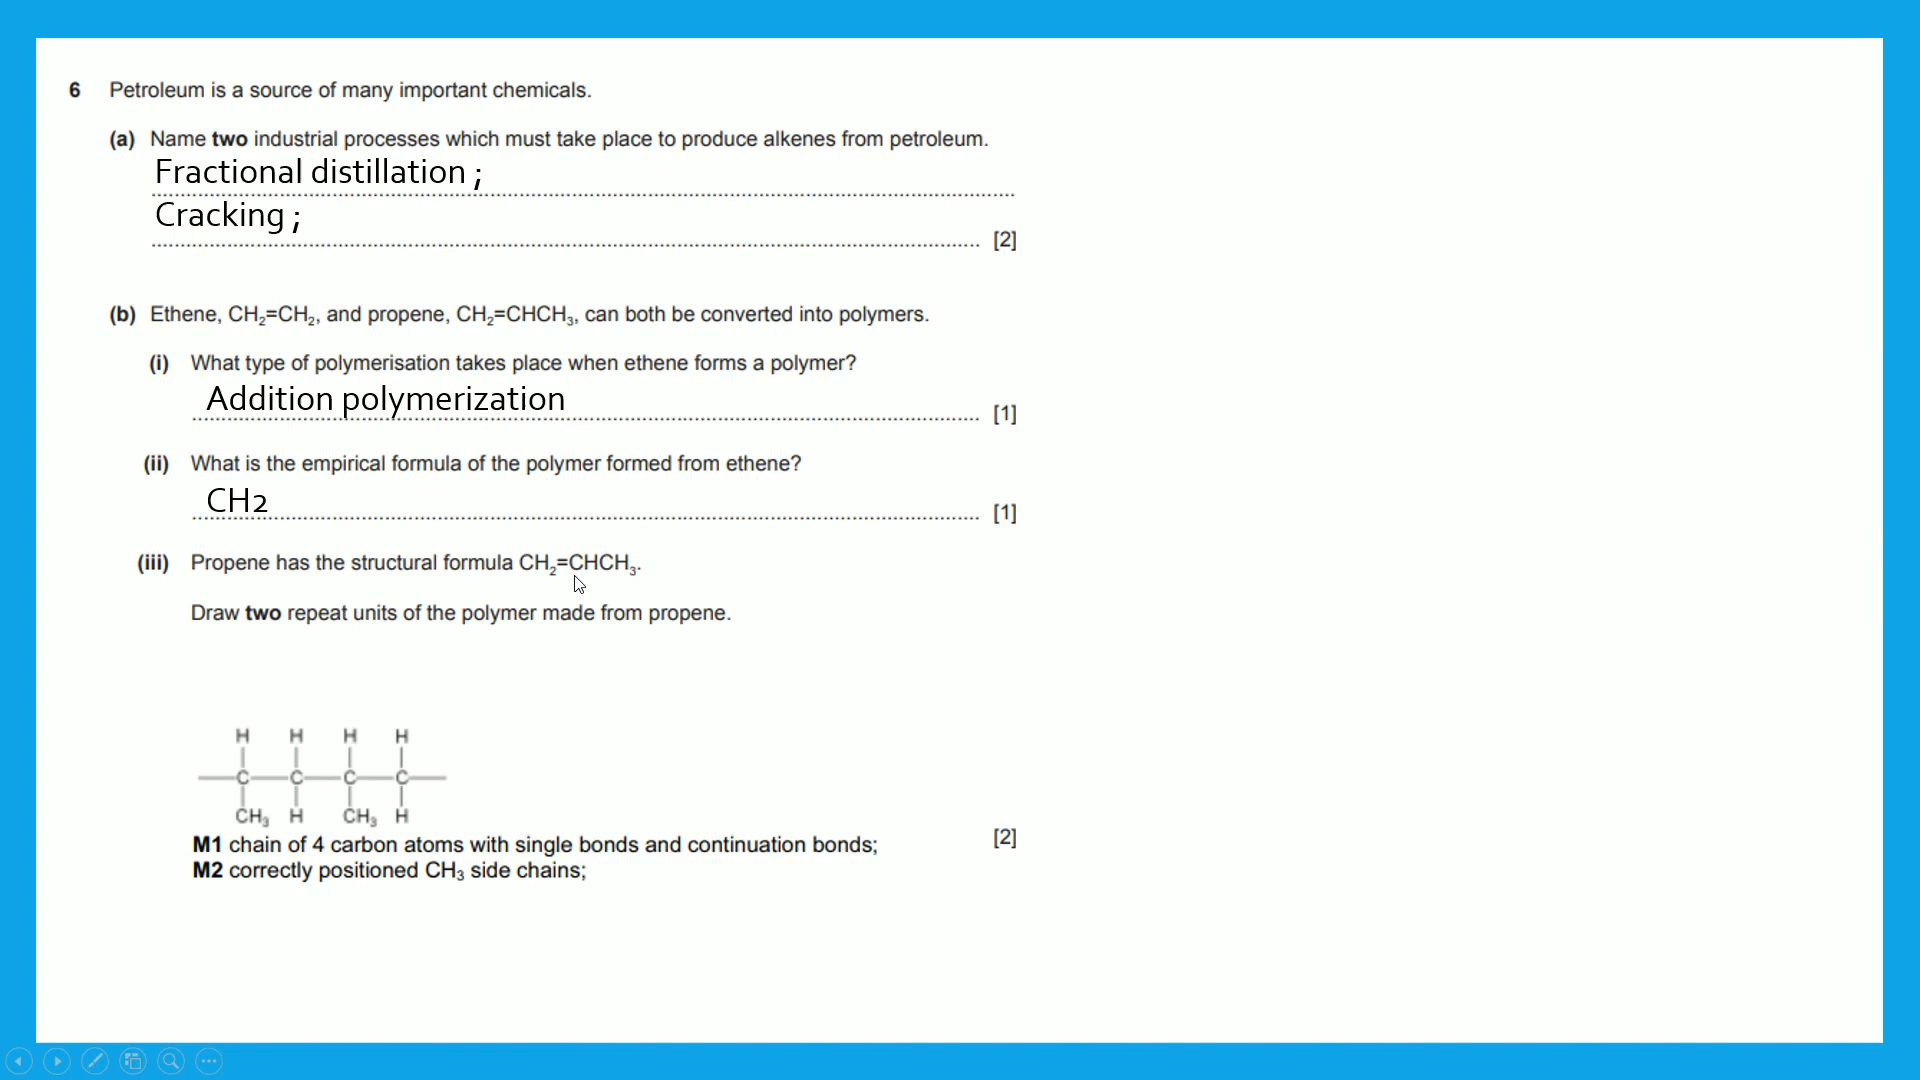 6 Petroleum is a source of many important chemicals.
(a) Name two industrial processes which must take place to produce alkenes from petroleum.
Fractional distillation ;
Cracking ;
[2]
(b) Ethene, CH₂=CH₂, and propene, CH₂=CHCH₃, can both be converted into polymers.
(i) What type of polymerisation takes place when ethene forms a polymer?
Addition polymerization
[1]
(ii) What is the empirical formula of the polymer formed from ethene?
CH2
[1]
(iii) Propene has the structural formula CH₂=CHCH₃.
Draw two repeat units of the polymer made from propene.
H H H H
C C C C
CH₃ H CH₃ H
[2]
M1 chain of 4 carbon atoms with single bonds and continuation bonds;
M2 correctly positioned CH₃ side chains;